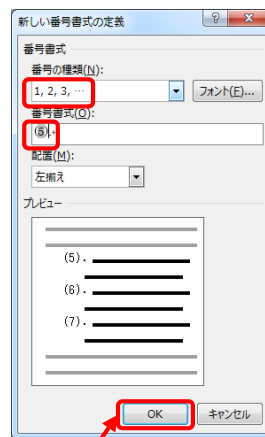 新しい番号書式の定義
番号書式
番号の種類(N):
1, 2, 3, …
フォント(F)...
番号書式(O):
(5).
配置(M):
左揃え
プレビュー
(5).
(6).
(7).
OK
キャンセル